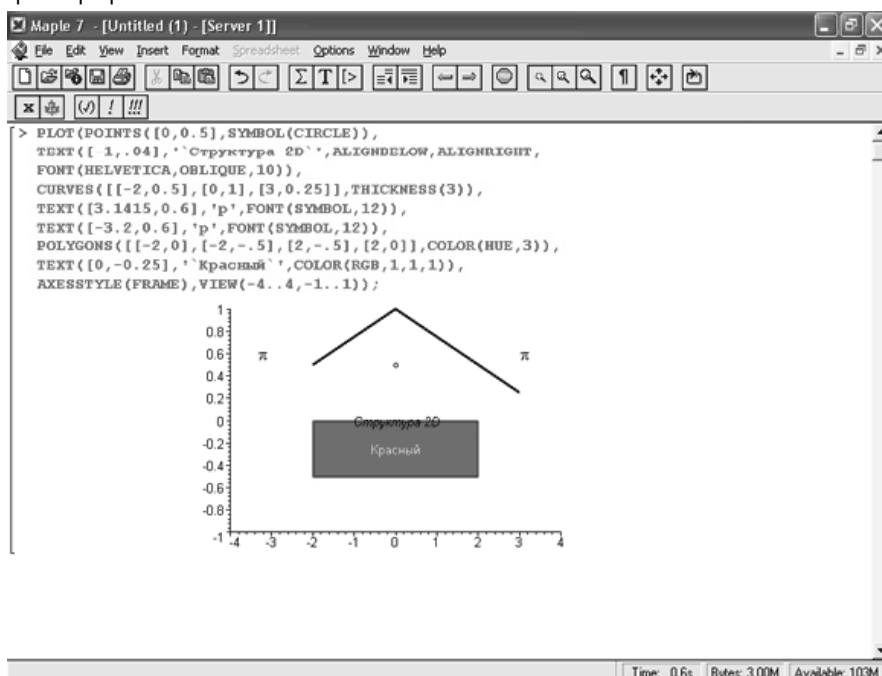 Maple 7 - [Untitled (1) - [Server 1]]
File Edit View Insert Format Spreadsheet Options Window Help
> PLOT(POINTS([0,0.5],SYMBOL(CIRCLE)),
TEXT([-1,.04],'`Структура 2D`',ALIGNBELOW,ALIGNRIGHT,
FONT(HELVETICA,OBLIQUE,10)),
CURVES([[-2,0.5],[0,1],[3,0.25]],THICKNESS(3)),
TEXT([3.1415,0.6],'p',FONT(SYMBOL,12)),
TEXT([-3.2,0.6],'p',FONT(SYMBOL,12)),
POLYGONS([[-2,0],[-2,-.5],[2,-.5],[2,0]],COLOR(HUE,3)),
TEXT([0,-0.25],'`Красный`',COLOR(RGB,1,1,1)),
AXESSTYLE(FRAME),VIEW(-4..4,-1..1));
1
0.8
0.6 π π
0.4
0.2
0 Структура 2D
-0.2
Красный
-0.4
-0.6
-0.8
-1
-4 -3 -2 -1 0 1 2 3 4
Time: 0.6s Bytes: 3.00M Available: 103M